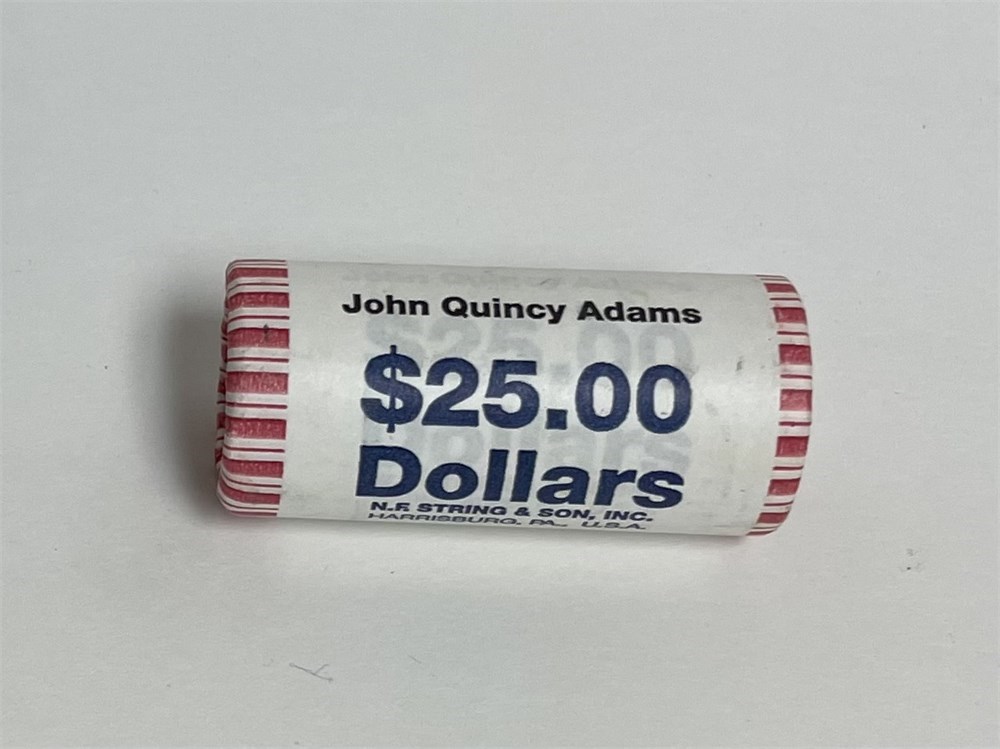 John Quincy Adams
$25.00
Dollars
N.F. STRING & SON, INC.
HARRISBURG, PA., U.S.A.